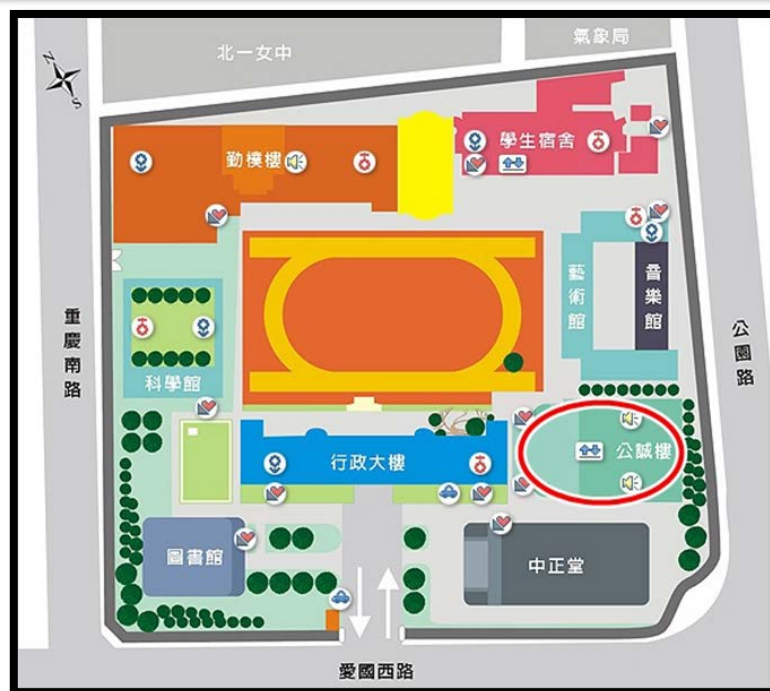 北一女中
氣象局
N
S
勤樸樓
學生宿舍
藝術館
音樂館
重慶南路
公園路
科學館
行政大樓
公誠樓
圖書館
中正堂
愛國西路